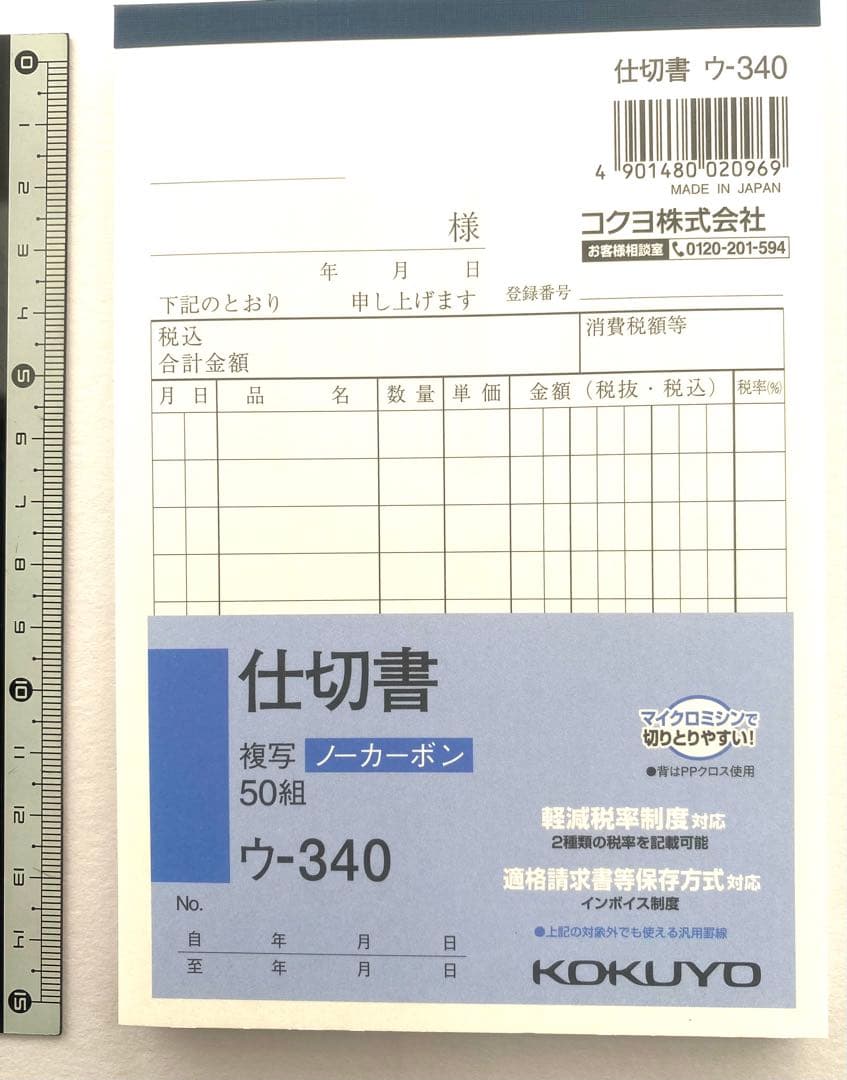 0
1
2
3
4
5
6
7
8
9
10
11
12
13
14
15
仕切書 ウ-340
4 901480 020969
MADE IN JAPAN
コクヨ株式会社
お客様相談室 0120-201-594
様
年 月 日
下記のとおり 申し上げます 登録番号
税込
合計金額
消費税額等
月 日 品 名 数量 単価 金額（税抜・税込） 税率(%)
仕切書
複写 ノーカーボン
50組
ウ-340
マイクロミシンで
切りとりやすい!
●背はPPクロス使用
軽減税率制度対応
2種類の税率を記載可能
適格請求書等保存方式対応
インボイス制度
●上記の対象外でも使える汎用罫線
No.
自 年 月 日
至 年 月 日
KOKUYO